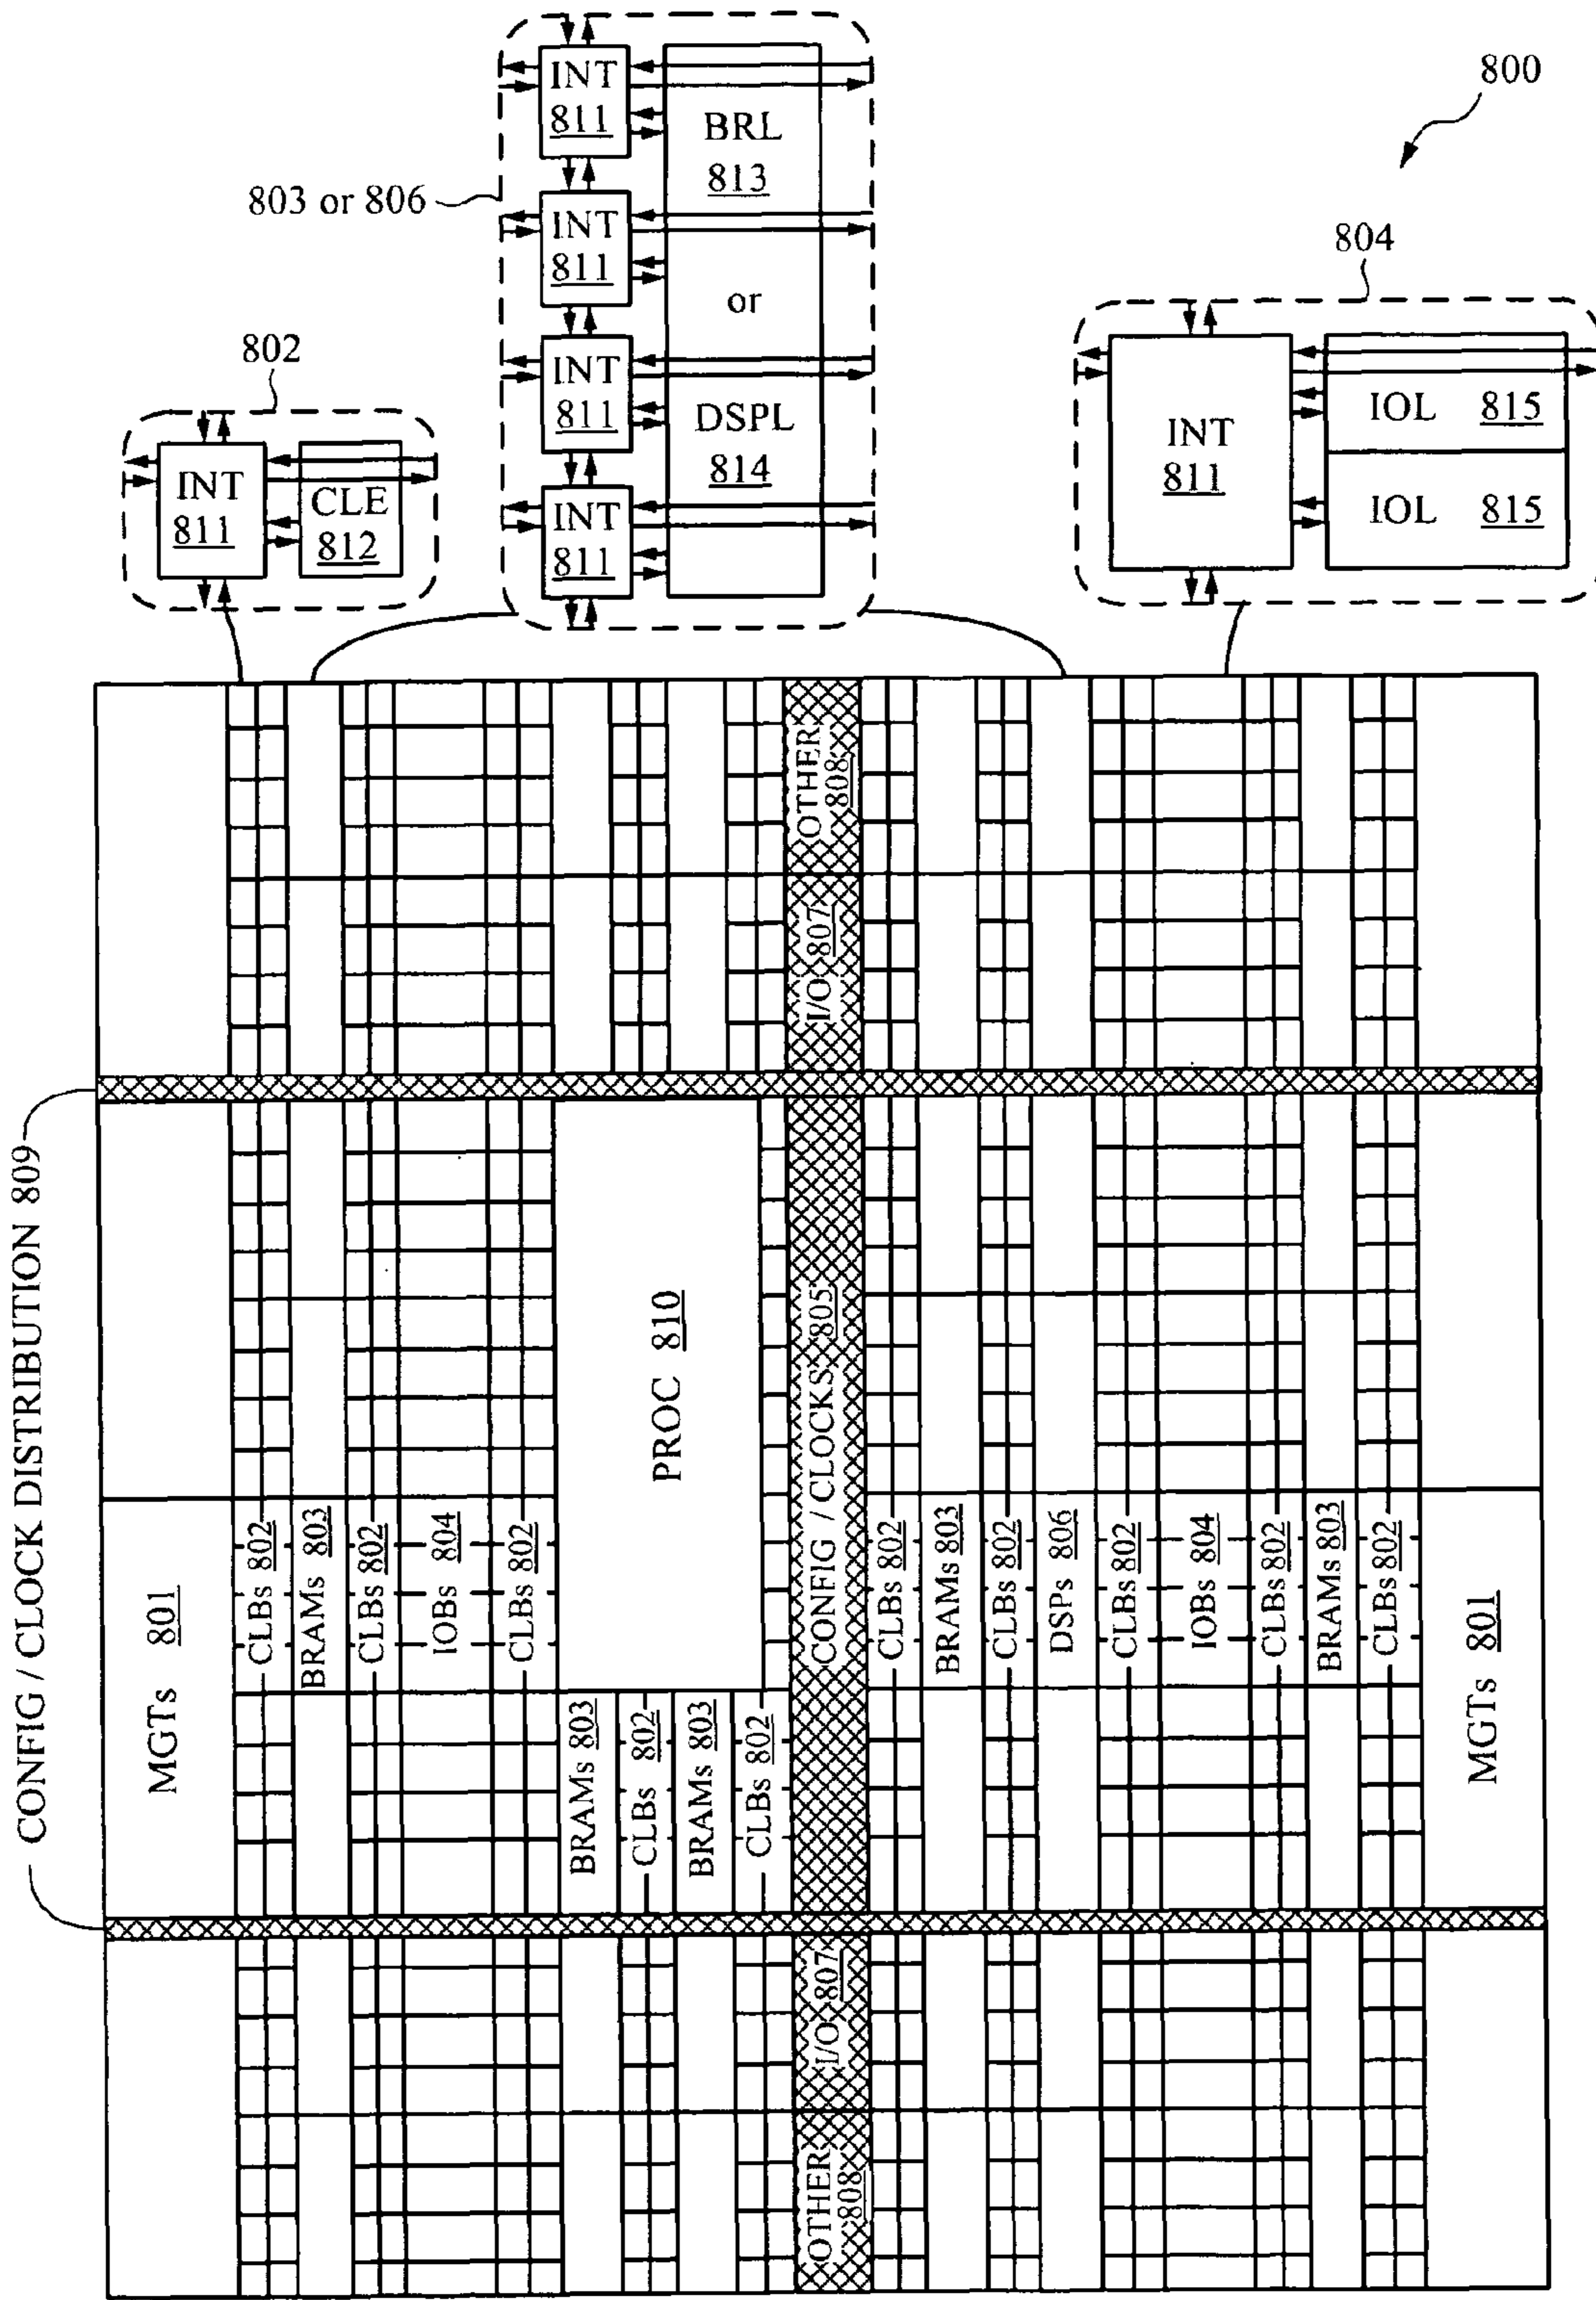 800
803 or 806
INT
811
INT
811
INT
811
INT
811
BRL
813
or
DSPL
814
804
INT
811
IOL 815
IOL 815
802
INT
811
CLE
812
OTHER
808
I/O 807
CONFIG / CLOCK DISTRIBUTION 809
PROC 810
CONFIG / CLOCKS 805
MGTs 801
CLBs 802
BRAMs 803
CLBs 802
IOBs 804
CLBs 802
BRAMs 803
CLBs 802
BRAMs 803
CLBs 802
CLBs 802
BRAMs 803
CLBs 802
DSPs 806
CLBs 802
IOBs 804
CLBs 802
BRAMs 803
CLBs 802
MGTs 801
I/O 807
OTHER
808